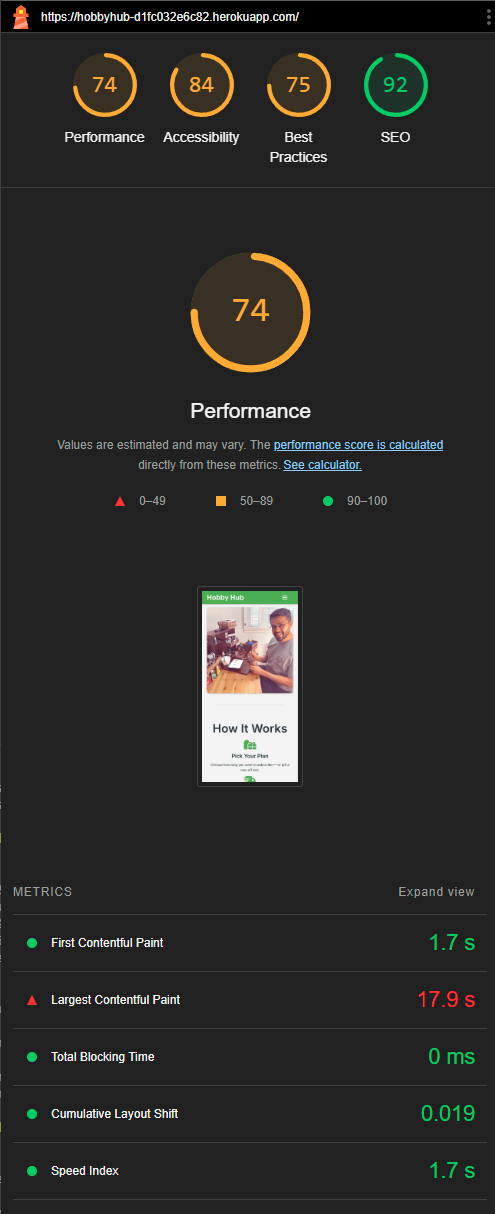 https://hobbyhub-d1fc032e6c82.herokuapp.com/
74
84
75
92
Performance
Accessibility
Best
Practices
SEO
74
Performance
Values are estimated and may vary. The performance score is calculated
directly from these metrics. See calculator.
0–49
50–89
90–100
Hobby Hub
How It Works
Pick Your Plan
METRICS
Expand view
First Contentful Paint
1.7 s
Largest Contentful Paint
17.9 s
Total Blocking Time
0 ms
Cumulative Layout Shift
0.019
Speed Index
1.7 s